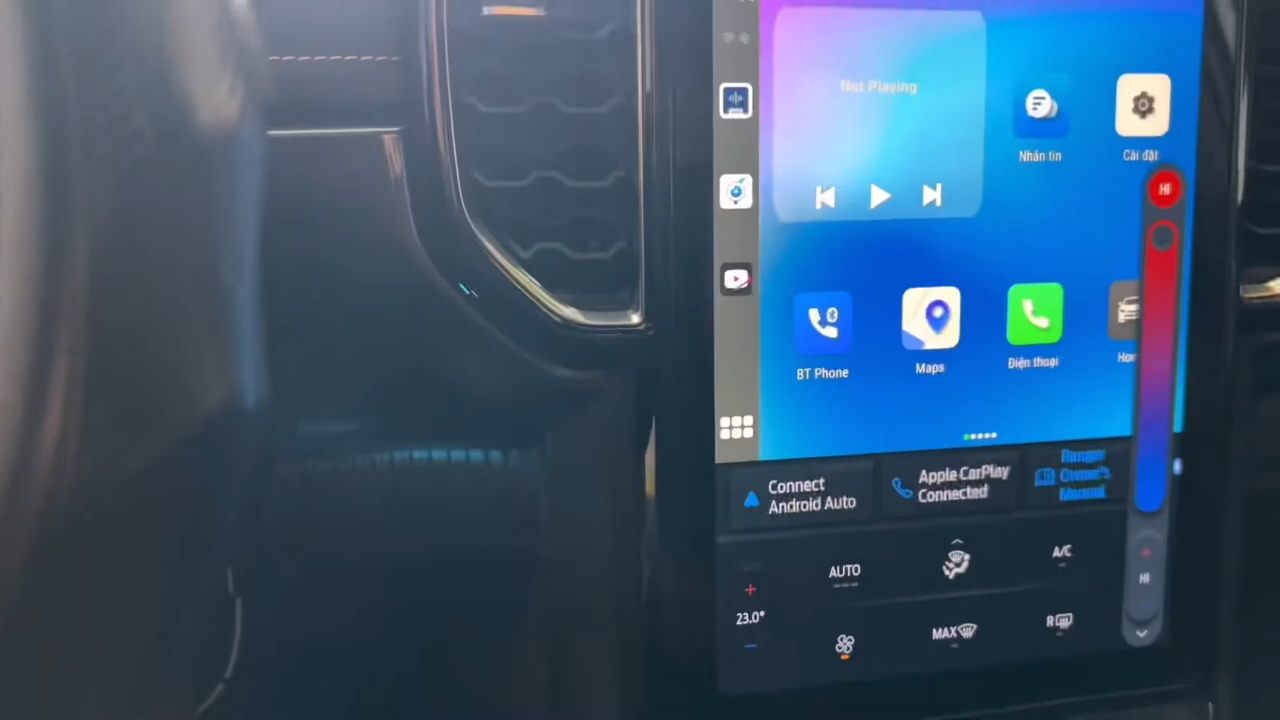 Not Playing
Nhắn tin
Cài đặt
HI
BT Phone
Maps
Điện thoại
Connect
Android Auto
Apple CarPlay
Connected
Ranger
Owner's
Manual
AUTO
A/C
+
23.0°
−
MAX
R
+
HI